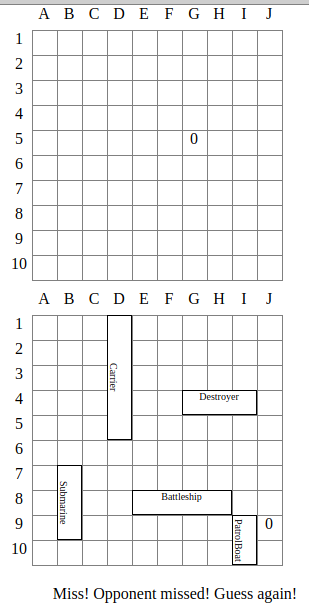 A B C D E F G H I J
1
2
3
4
5 0
6
7
8
9
10
A B C D E F G H I J
1
2
3
Carrier
4 Destroyer
5
6
7
Submarine
8 Battleship
9 PatrolBoat 0
10
Miss! Opponent missed! Guess again!